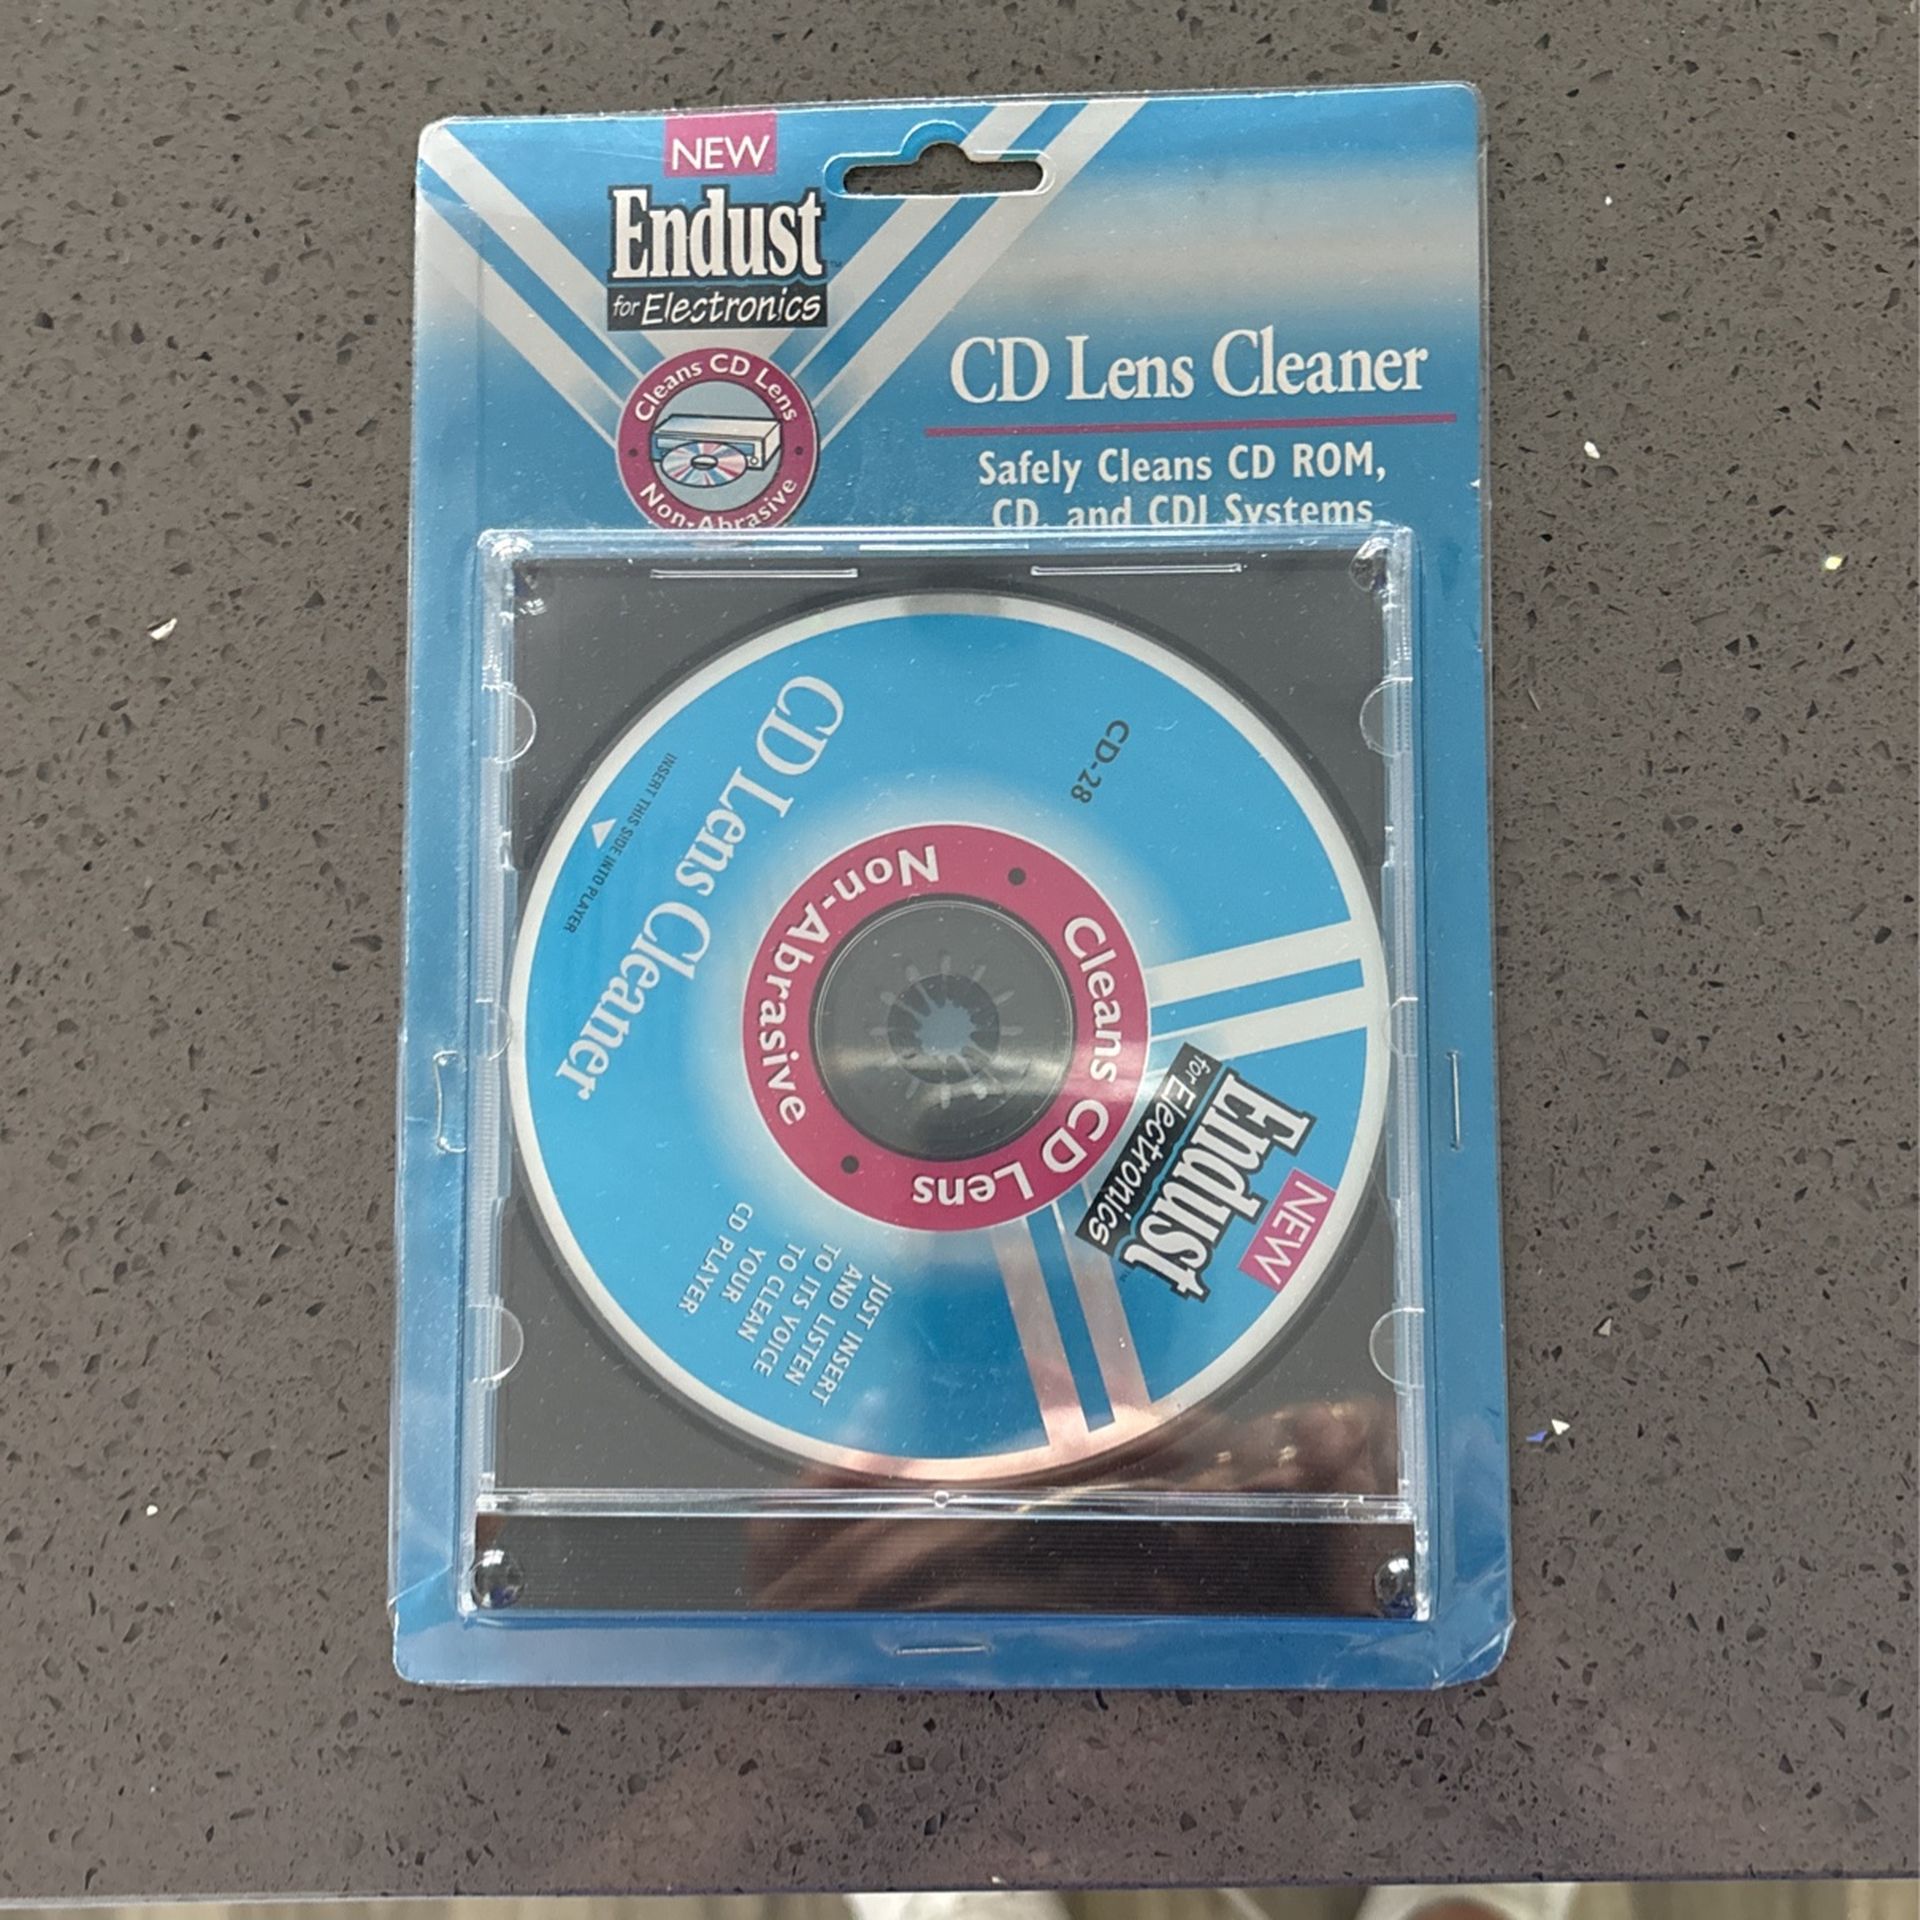 NEW
Endust™
for Electronics
Cleans CD Lens
Non-Abrasive
CD Lens Cleaner
Safely Cleans CD ROM,
CD, and CDI Systems
CD Lens Cleaner
INSERT THIS SIDE INTO PLAYER
CD-28
Non-Abrasive
Cleans CD Lens
NEW
Endust™
for Electronics
JUST INSERT
AND LISTEN
TO ITS VOICE
TO CLEAN
YOUR
CD PLAYER